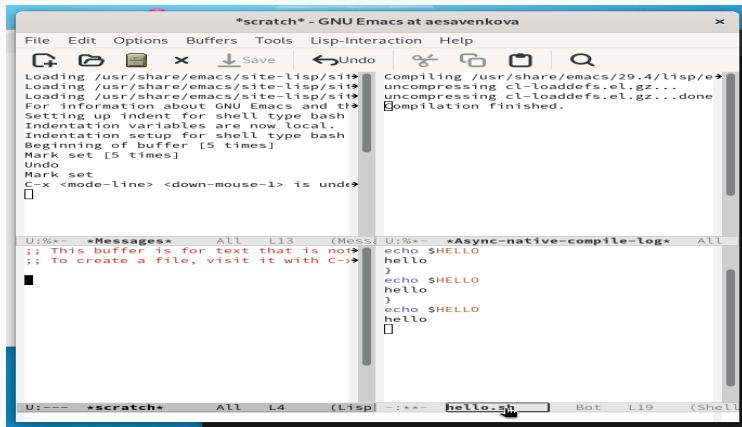 *scratch* - GNU Emacs at aesavenkova
File Edit Options Buffers Tools Lisp-Interaction Help
Save Undo
Loading /usr/share/emacs/site-lisp/sit
Loading /usr/share/emacs/site-lisp/sit
Loading /usr/share/emacs/site-lisp/sit
For information about GNU Emacs and th
Setting up indent for shell type bash
Indentation variables are now local.
Indentation setup for shell type bash
Beginning of buffer [5 times]
Mark set [5 times]
Undo
Mark set
C-x <mode-line> <down-mouse-1> is unde
U:%*- *Messages* All L13 (Mess
Compiling /usr/share/emacs/29.4/lisp/e
uncompressing cl-loaddefs.el.gz...
uncompressing cl-loaddefs.el.gz...done
Compilation finished.
U:%*- *Async-native-compile-log* All
;; This buffer is for text that is not
;; To create a file, visit it with C-x
U:--- *scratch* All L4 (Lisp
echo $HELLO
hello
}
echo $HELLO
hello
}
echo $HELLO
hello
-:**- hello.sh Bot L19 (Shell